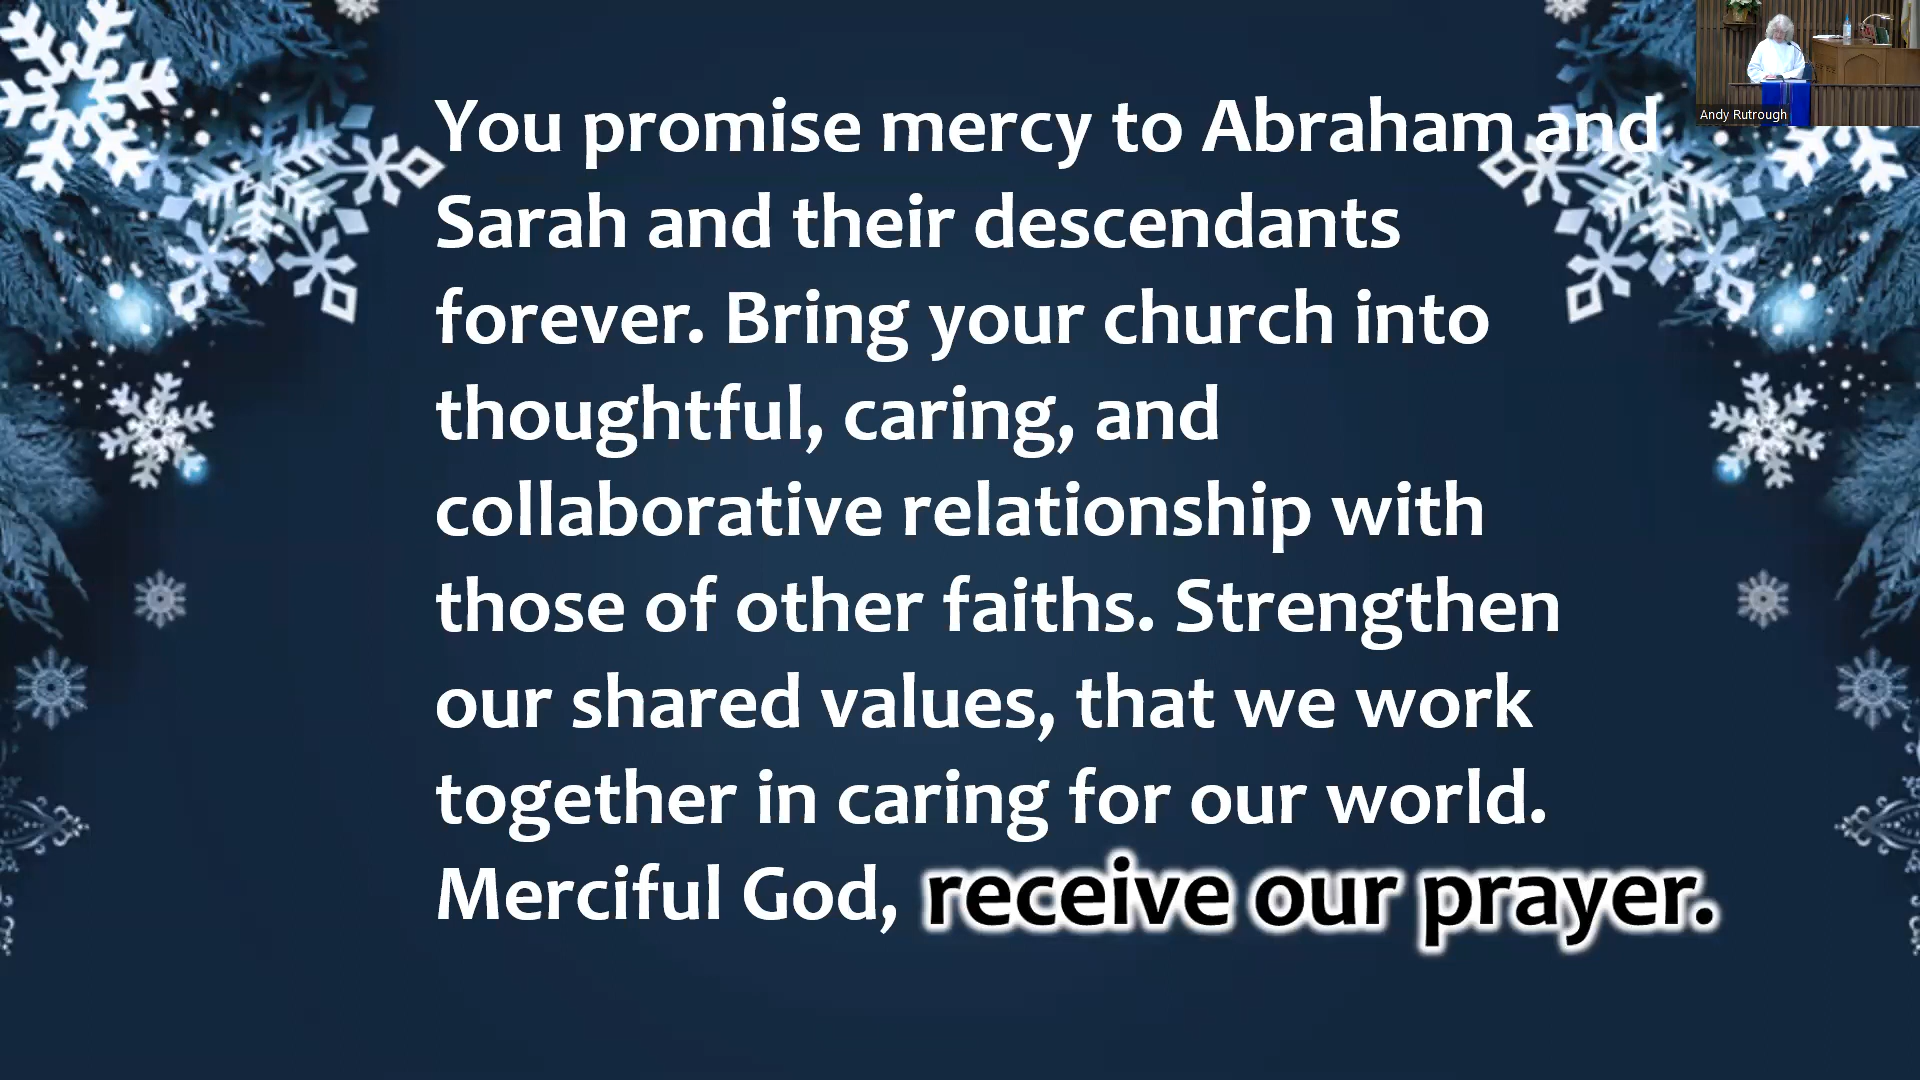 You promise mercy to Abraham and
Sarah and their descendants
forever. Bring your church into
thoughtful, caring, and
collaborative relationship with
those of other faiths. Strengthen
our shared values, that we work
together in caring for our world.
Merciful God, receive our prayer.
Andy Rutrough